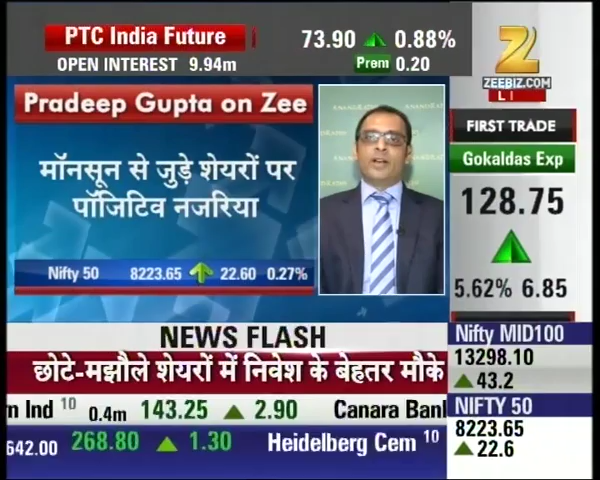 PTC India Future
73.90 0.88%
OPEN INTEREST 9.94m
Prem 0.20
Z
ZEEBIZ.COM
Pradeep Gupta on Zee
मॉनसून से जुड़े शेयरों पर
पॉजिटिव नजरिया
Nifty 50 8223.65 22.60 0.27%
ANANDRATHI
FIRST TRADE
Gokaldas Exp
128.75
5.62% 6.85
NEWS FLASH
छोटे-मझौले शेयरों में निवेश के बेहतर मौके
Nifty MID100
13298.10
43.2
NIFTY 50
8223.65
22.6
n Ind 10 0.4m 143.25 2.90 Canara Ban
642.00 268.80 1.30 Heidelberg Cem 10